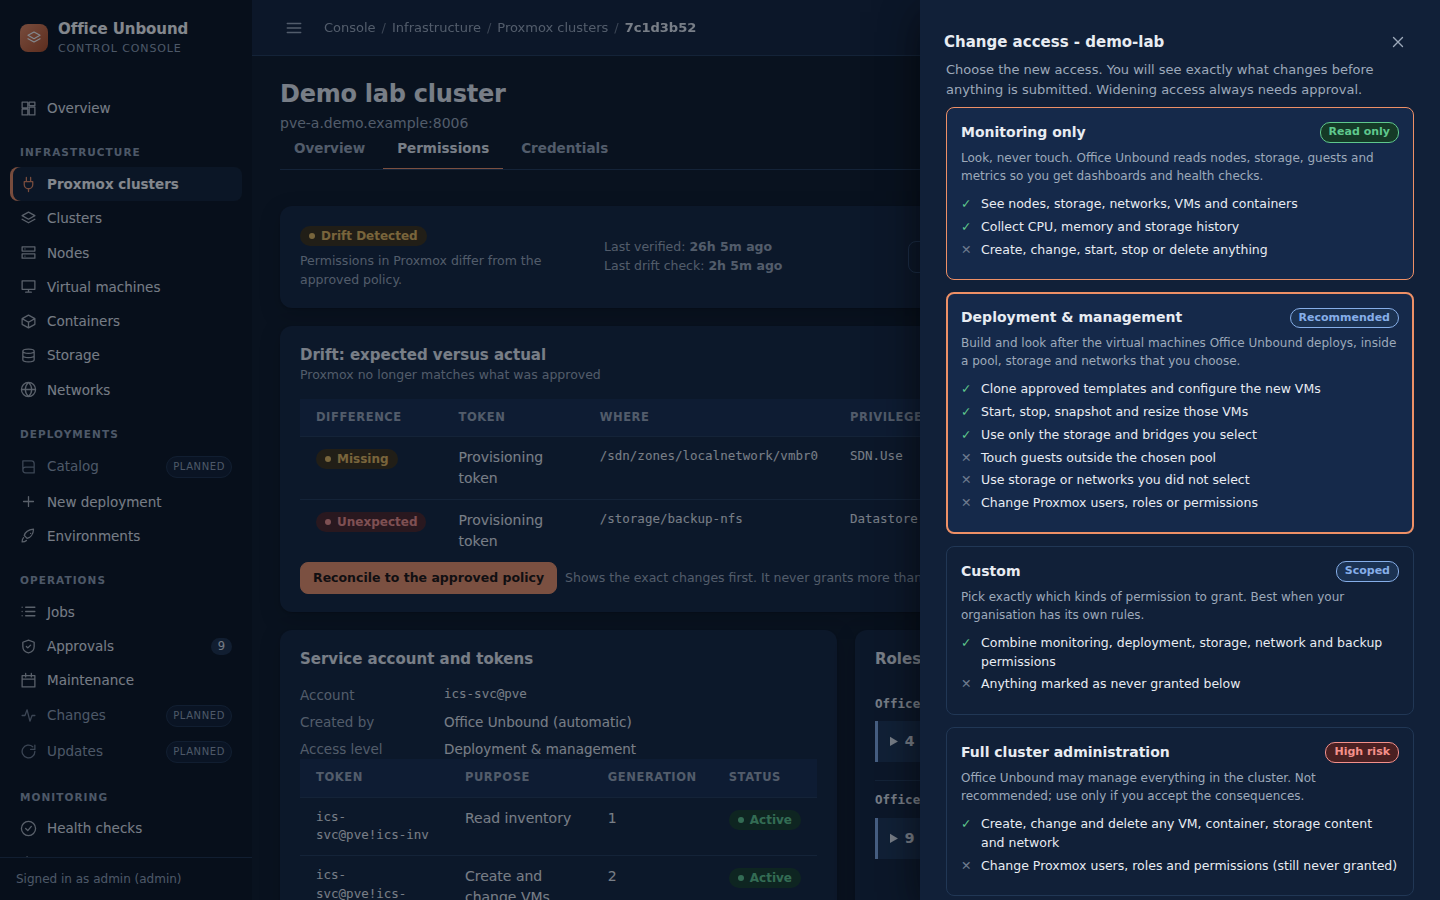 Office Unbound
CONTROL CONSOLE
Overview
INFRASTRUCTURE
Proxmox clusters
Clusters
Nodes
Virtual machines
Containers
Storage
Networks
DEPLOYMENTS
Catalog PLANNED
New deployment
Environments
OPERATIONS
Jobs
Approvals 9
Maintenance
Changes PLANNED
Updates PLANNED
MONITORING
Health checks
Signed in as admin (admin)
Console / Infrastructure / Proxmox clusters / 7c1d3b52
Demo lab cluster
pve-a.demo.example:8006
Overview Permissions Credentials
Drift Detected
Permissions in Proxmox differ from the
approved policy.
Last verified: 26h 5m ago
Last drift check: 2h 5m ago
Drift: expected versus actual
Proxmox no longer matches what was approved
DIFFERENCE TOKEN WHERE PRIVILEGE
Missing Provisioning /sdn/zones/localnetwork/vmbr0 SDN.Use
token
Unexpected Provisioning /storage/backup-nfs Datastore
token
Reconcile to the approved policy Shows the exact changes first. It never grants more than
Service account and tokens
Account ics-svc@pve
Created by Office Unbound (automatic)
Access level Deployment & management
TOKEN PURPOSE GENERATION STATUS
ics- Read inventory 1 Active
svc@pve!ics-inv
ics- Create and 2 Active
svc@pve!ics- change VMs
Roles
Office
▶ 4
Office
▶ 9
Change access - demo-lab
Choose the new access. You will see exactly what changes before
anything is submitted. Widening access always needs approval.
Monitoring only Read only
Look, never touch. Office Unbound reads nodes, storage, guests and
metrics so you get dashboards and health checks.
✓ See nodes, storage, networks, VMs and containers
✓ Collect CPU, memory and storage history
✕ Create, change, start, stop or delete anything
Deployment & management Recommended
Build and look after the virtual machines Office Unbound deploys, inside
a pool, storage and networks that you choose.
✓ Clone approved templates and configure the new VMs
✓ Start, stop, snapshot and resize those VMs
✓ Use only the storage and bridges you select
✕ Touch guests outside the chosen pool
✕ Use storage or networks you did not select
✕ Change Proxmox users, roles or permissions
Custom Scoped
Pick exactly which kinds of permission to grant. Best when your
organisation has its own rules.
✓ Combine monitoring, deployment, storage, network and backup
permissions
✕ Anything marked as never granted below
Full cluster administration High risk
Office Unbound may manage everything in the cluster. Not
recommended; use only if you accept the consequences.
✓ Create, change and delete any VM, container, storage content
and network
✕ Change Proxmox users, roles and permissions (still never granted)